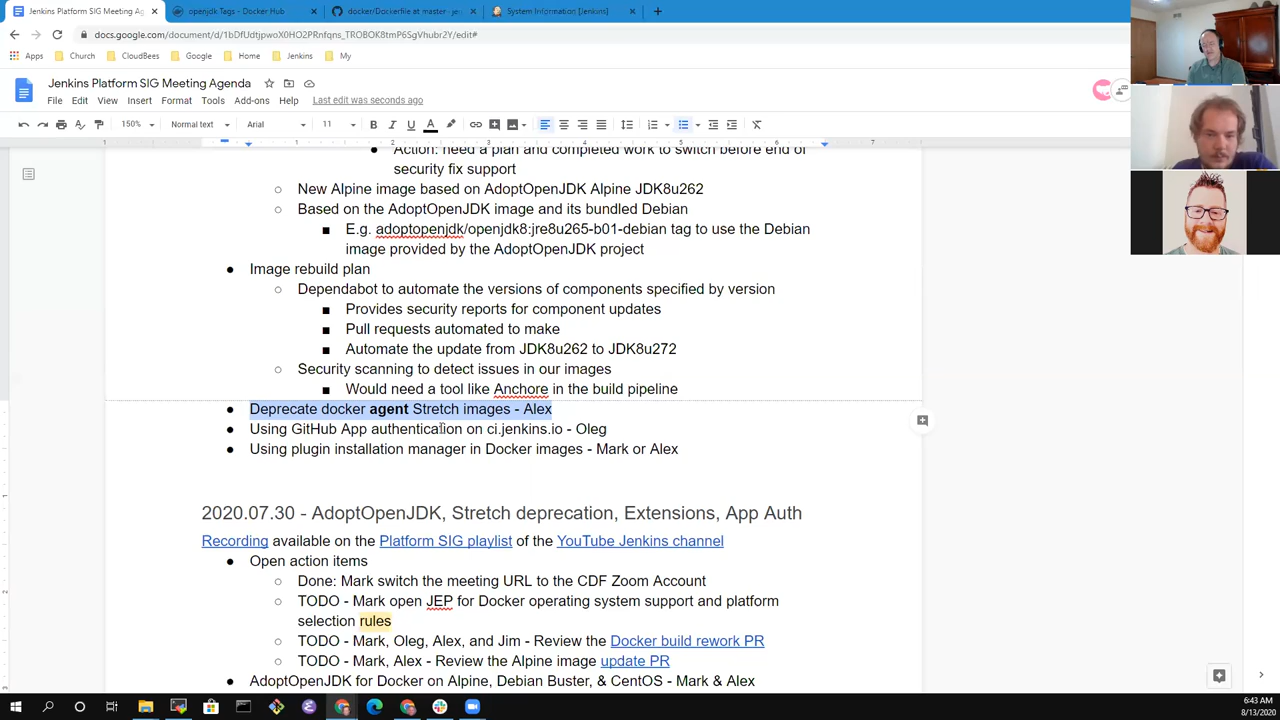 Jenkins Platform SIG Meeting Age
openjdk Tags - Docker Hub
docker/Dockerfile at master · je
System Information [Jenkins]
docs.google.com/document/d/1bDfUdtjpwoX0HO2PRnfqns_TROBOK8tmP6SgVhubr2Y/edit#
Apps
Church
CloudBees
Google
Home
Jenkins
My
Jenkins Platform SIG Meeting Agenda
File Edit View Insert Format Tools Add-ons Help Last edit was seconds ago
150% Normal text Arial 11 B I U A
1 1 2 3 4 5 6 7
Action: need a plan and completed work to switch before end of
security fix support
New Alpine image based on AdoptOpenJDK Alpine JDK8u262
Based on the AdoptOpenJDK image and its bundled Debian
E.g. adoptopenjdk/openjdk8:jre8u265-b01-debian tag to use the Debian
image provided by the AdoptOpenJDK project
Image rebuild plan
Dependabot to automate the versions of components specified by version
Provides security reports for component updates
Pull requests automated to make
Automate the update from JDK8u262 to JDK8u272
Security scanning to detect issues in our images
Would need a tool like Anchore in the build pipeline
Deprecate docker agent Stretch images - Alex
Using GitHub App authentication on ci.jenkins.io - Oleg
Using plugin installation manager in Docker images - Mark or Alex
2020.07.30 - AdoptOpenJDK, Stretch deprecation, Extensions, App Auth
Recording available on the Platform SIG playlist of the YouTube Jenkins channel
Open action items
Done: Mark switch the meeting URL to the CDF Zoom Account
TODO - Mark open JEP for Docker operating system support and platform
selection rules
TODO - Mark, Oleg, Alex, and Jim - Review the Docker build rework PR
TODO - Mark, Alex - Review the Alpine image update PR
AdoptOpenJDK for Docker on Alpine, Debian Buster, & CentOS - Mark & Alex
6:43 AM
8/13/2020